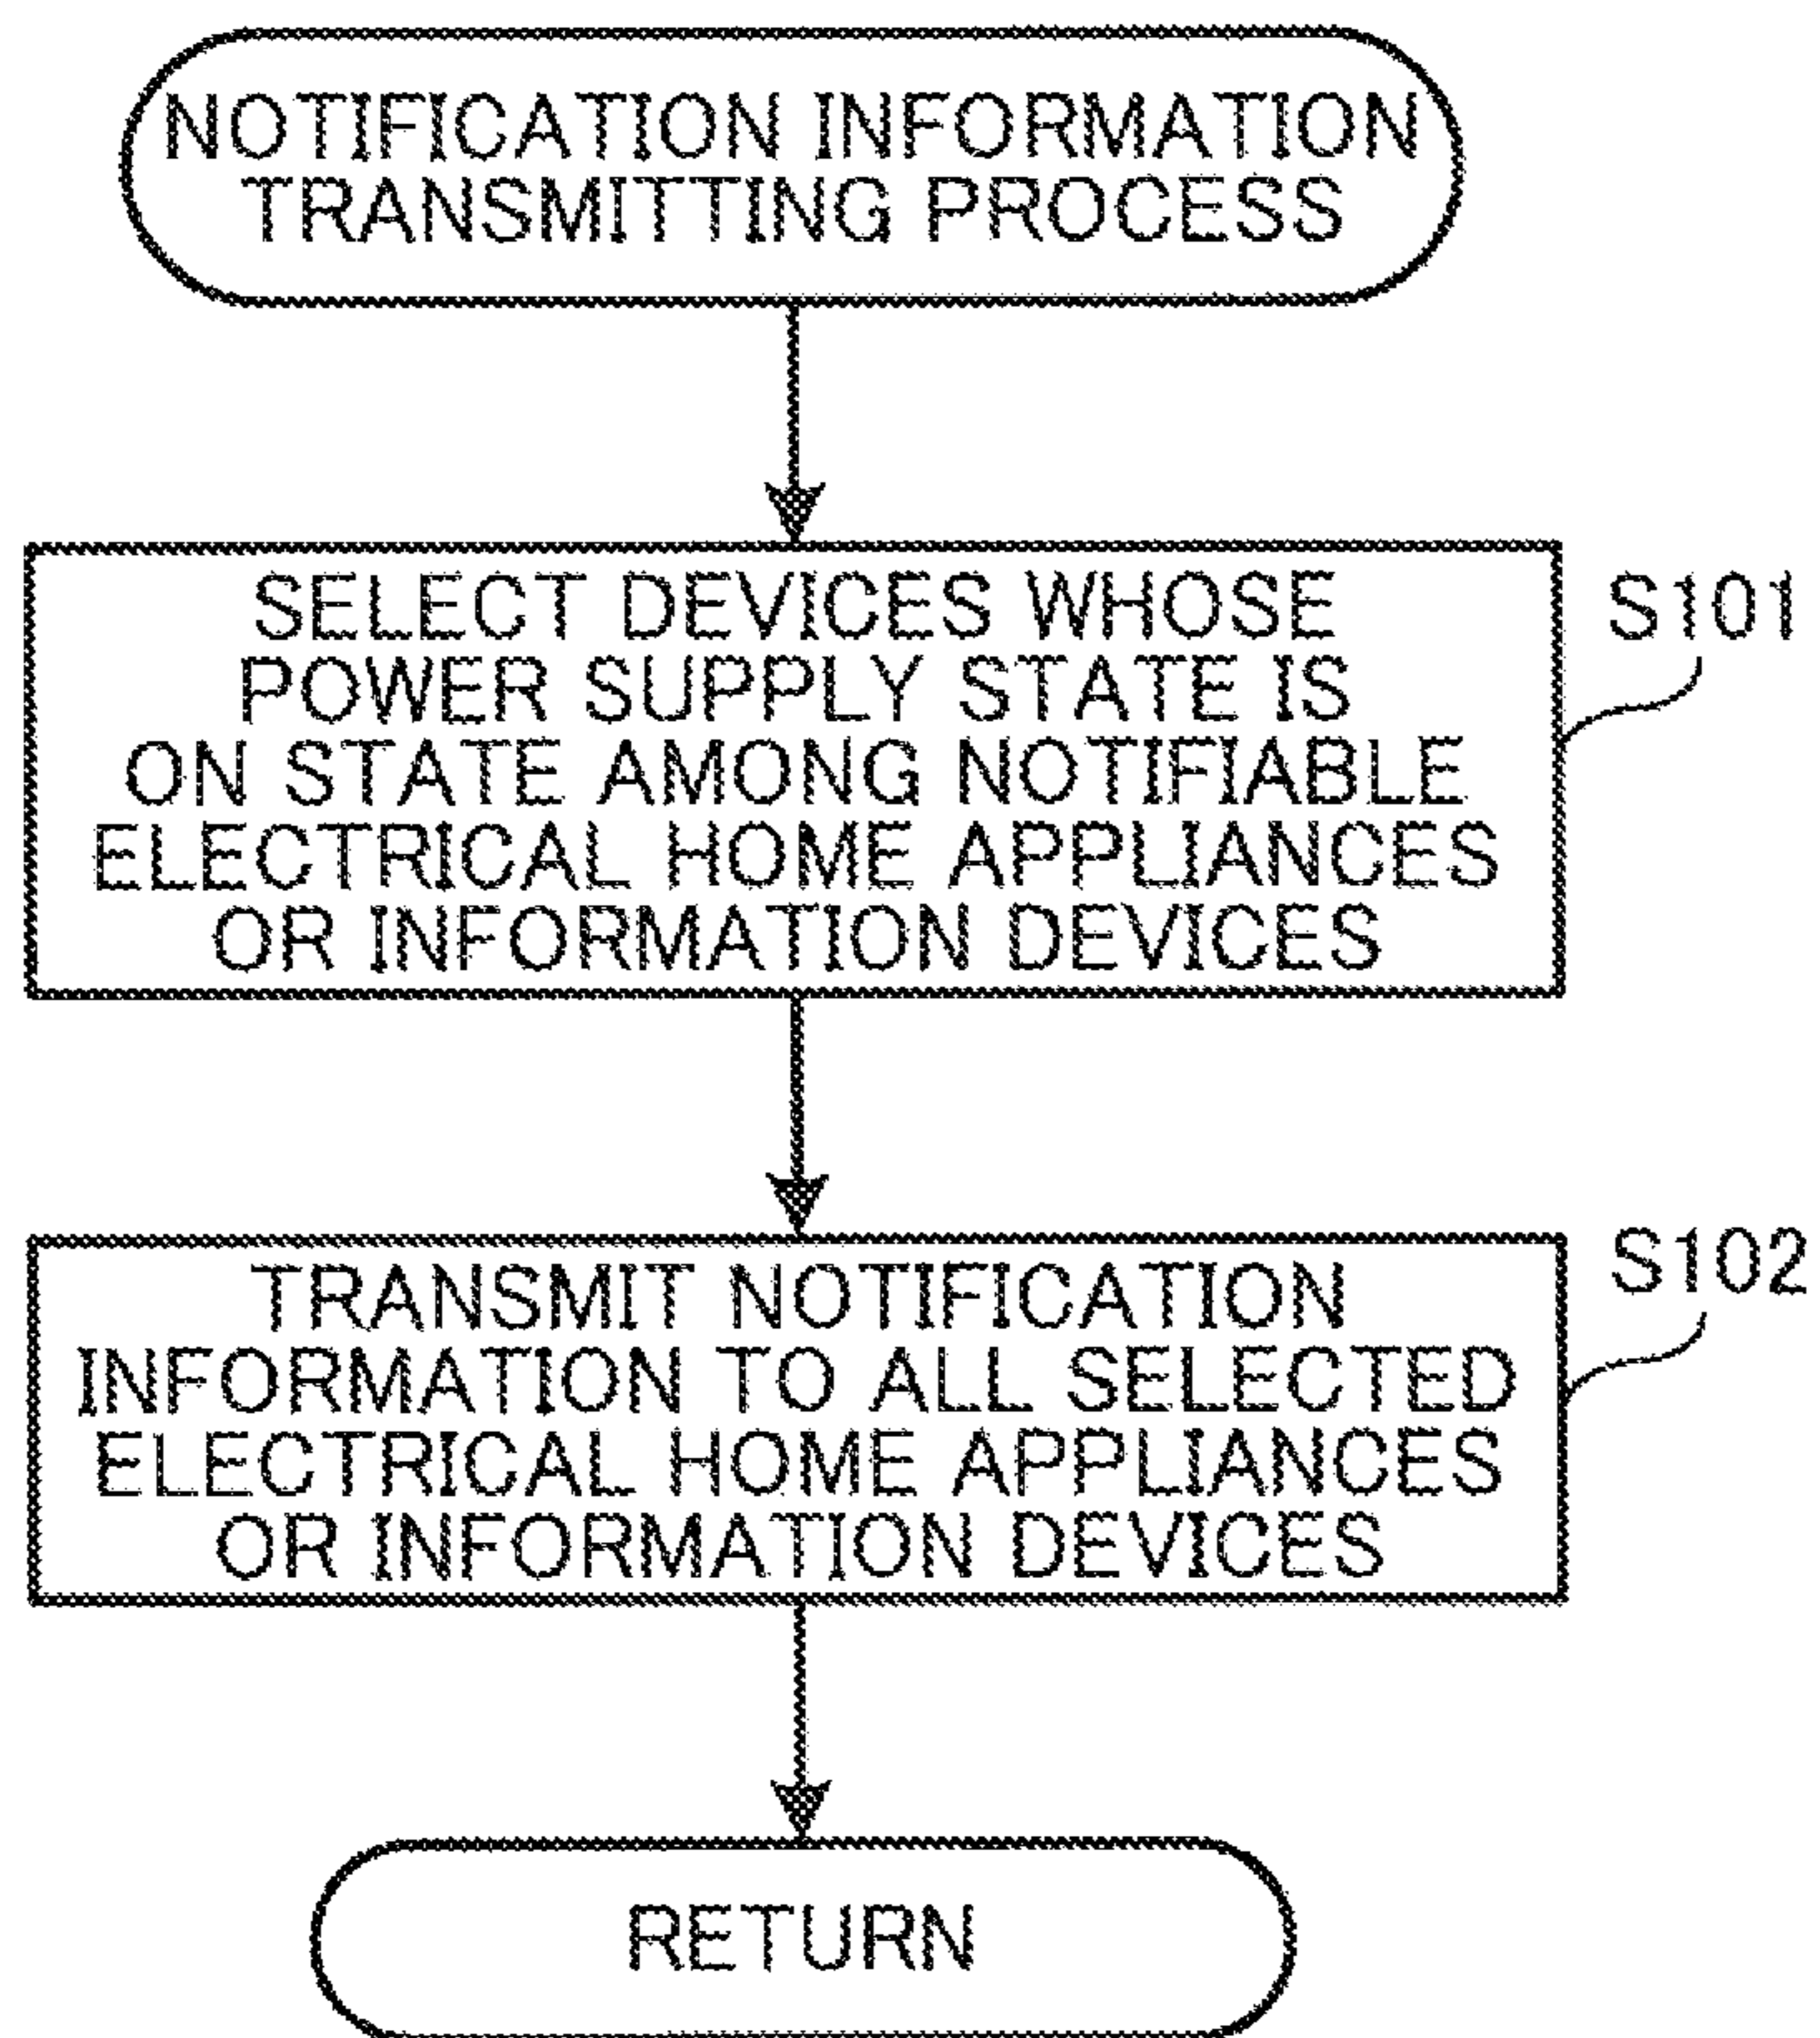 NOTIFICATION INFORMATION
TRANSMITTING PROCESS
SELECT DEVICES WHOSE
POWER SUPPLY STATE IS
ON STATE AMONG NOTIFIABLE
ELECTRICAL HOME APPLIANCES
OR INFORMATION DEVICES
S101
TRANSMIT NOTIFICATION
INFORMATION TO ALL SELECTED
ELECTRICAL HOME APPLIANCES
OR INFORMATION DEVICES
S102
RETURN